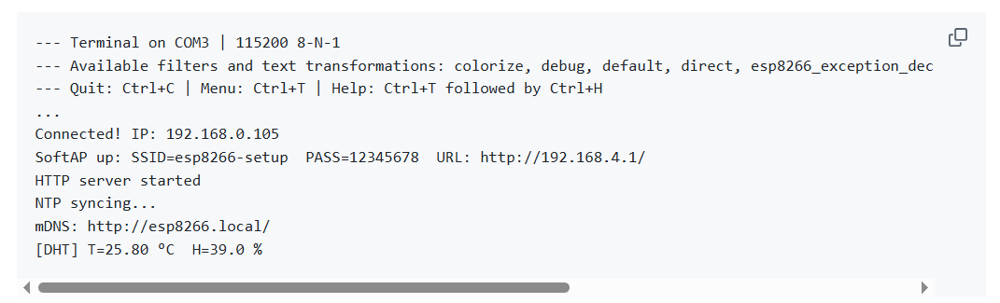 --- Terminal on COM3 | 115200 8-N-1
--- Available filters and text transformations: colorize, debug, default, direct, esp8266_exception_dec
--- Quit: Ctrl+C | Menu: Ctrl+T | Help: Ctrl+T followed by Ctrl+H
...
Connected! IP: 192.168.0.105
SoftAP up: SSID=esp8266-setup  PASS=12345678  URL: http://192.168.4.1/
HTTP server started
NTP syncing...
mDNS: http://esp8266.local/
[DHT] T=25.80 °C  H=39.0 %